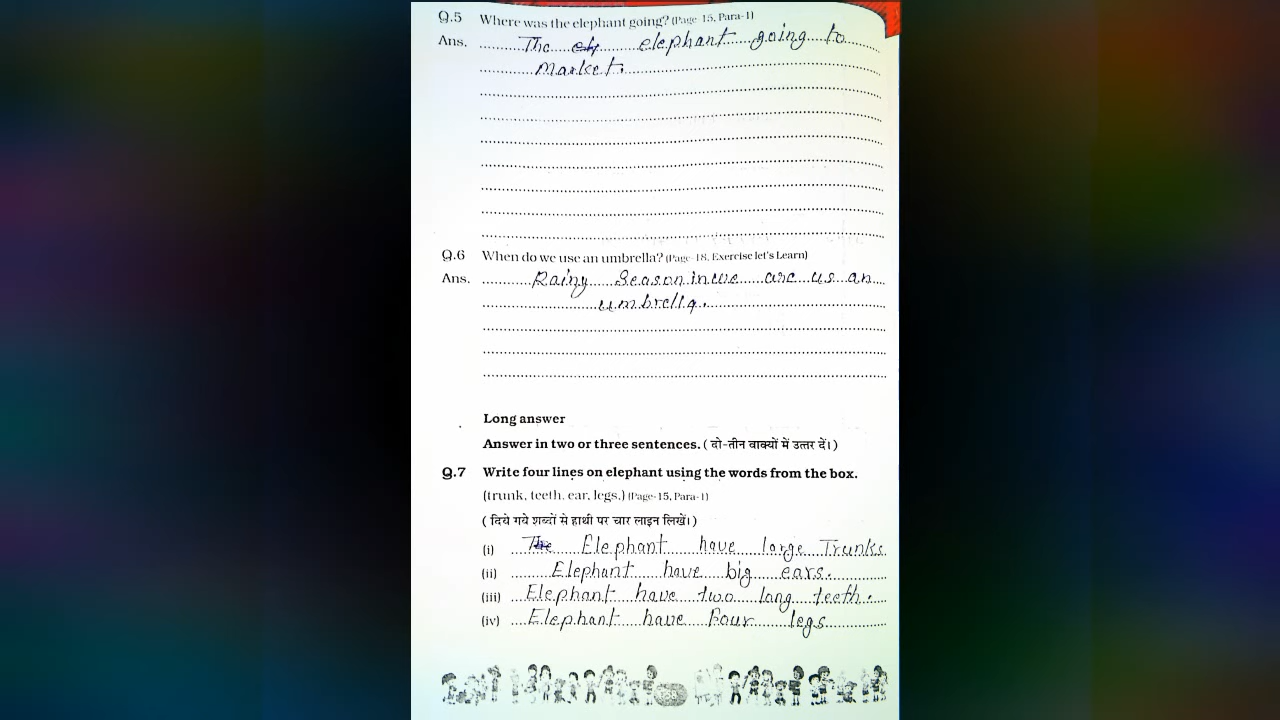 Q.5 Where was the elephant going? (Page-15, Para-1)
Ans. The elephant going to
market.
Q.6 When do we use an umbrella? (Page-18, Exercise let's Learn)
Ans. Rainy Season in we are us an
umbrella.
Long answer
Answer in two or three sentences. ( दो-तीन वाक्यों में उत्तर दें। )
Q.7 Write four lines on elephant using the words from the box.
(trunk, teeth, ear, legs.) (Page-15, Para-1)
( दिये गये शब्दों से हाथी पर चार लाइन लिखें। )
(i) The Elephant have large Trunks
(ii) Elephant have big ears.
(iii) Elephant have two long teeth.
(iv) Elephant have Four legs